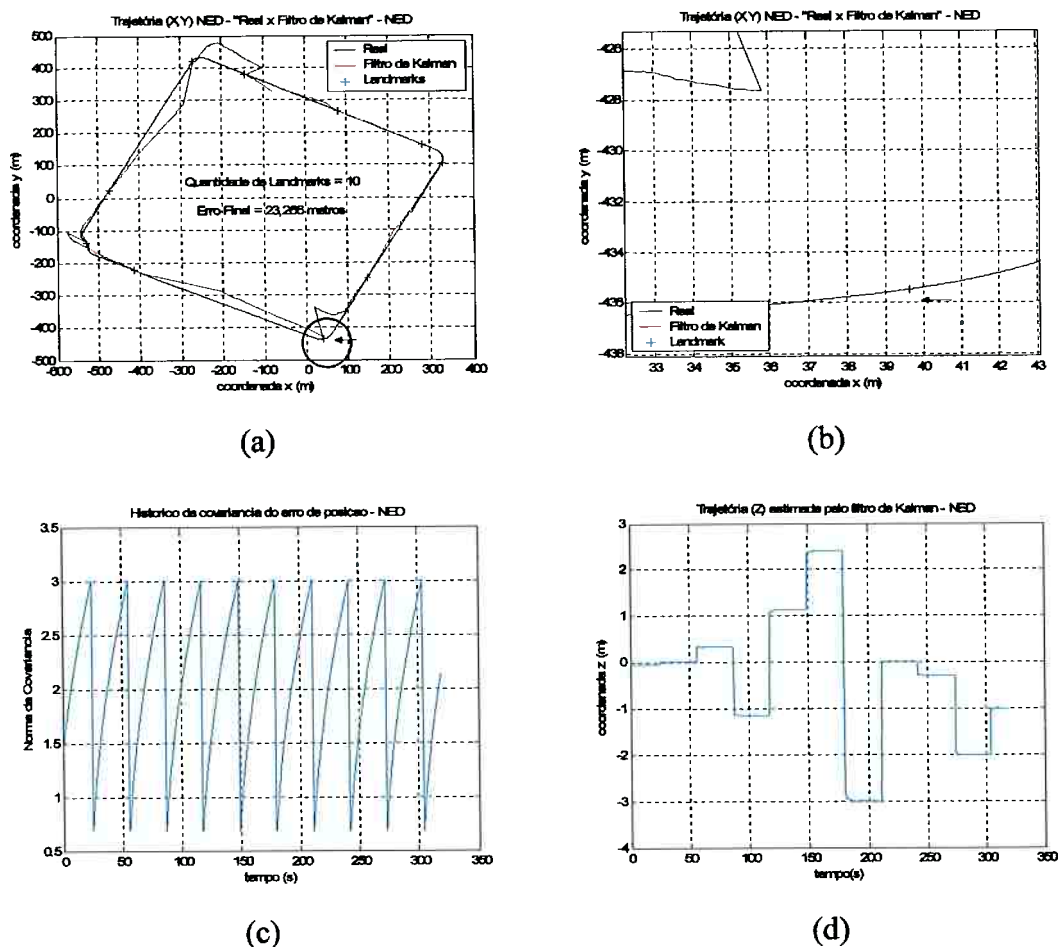 Trajetória (XY) NED - "Real x Filtro de Kalman" - NED
500
400
300
200
100
0
-100
-200
-300
-400
-500
coordenada y (m)
Real
Filtro de Kalman
Landmarks
Quantidade de Landmarks = 10
Erro Final = 23,266 metros
-600 -500 -400 -300 -200 -100 0 100 200 300 400
coordenada x (m)
(a)
Trajetória (XY) NED - "Real x Filtro de Kalman" - NED
-426
-428
-430
-432
-434
-436
-438
coordenada y (m)
Real
Filtro de Kalman
Landmark
33 34 35 36 37 38 39 40 41 42 43
coordenada x (m)
(b)
Historico da covariancia do erro de posicao - NED
3.5
3
2.5
2
1.5
1
0.5
Norma da Covariancia
0 50 100 150 200 250 300 350
tempo (s)
(c)
Trajetória (Z) estimada pelo filtro de Kalman - NED
3
2
1
0
-1
-2
-3
-4
coordenada z (m)
0 50 100 150 200 250 300 350
tempo(s)
(d)